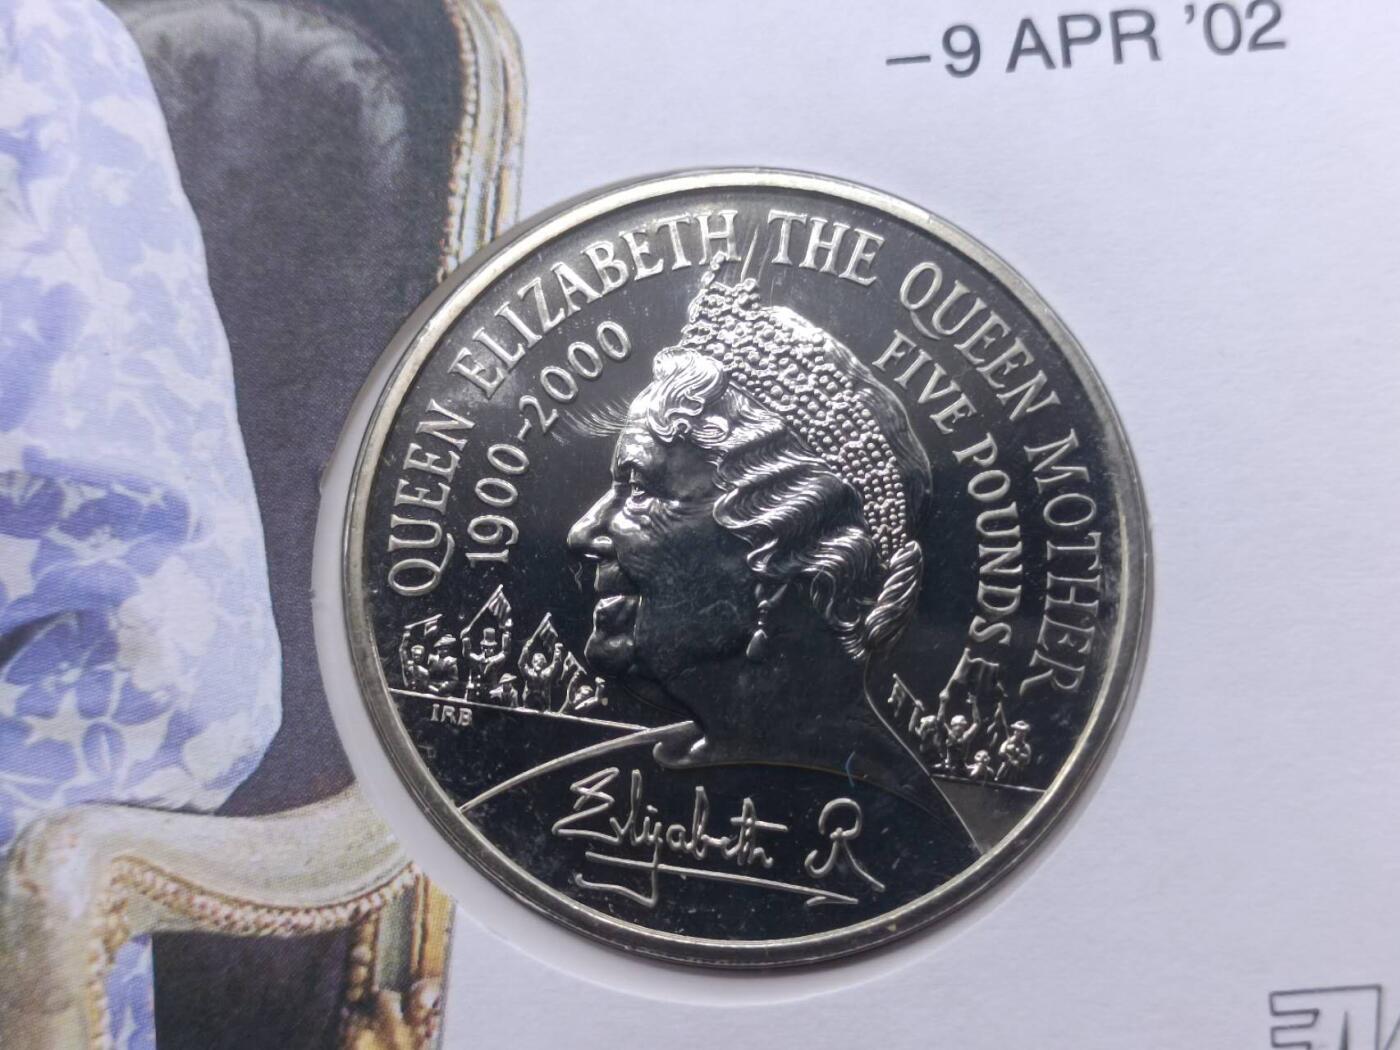 –9 APR '02
QUEEN ELIZABETH THE QUEEN MOTHER
1900-2000
FIVE POUNDS
IRB
Elizabeth R